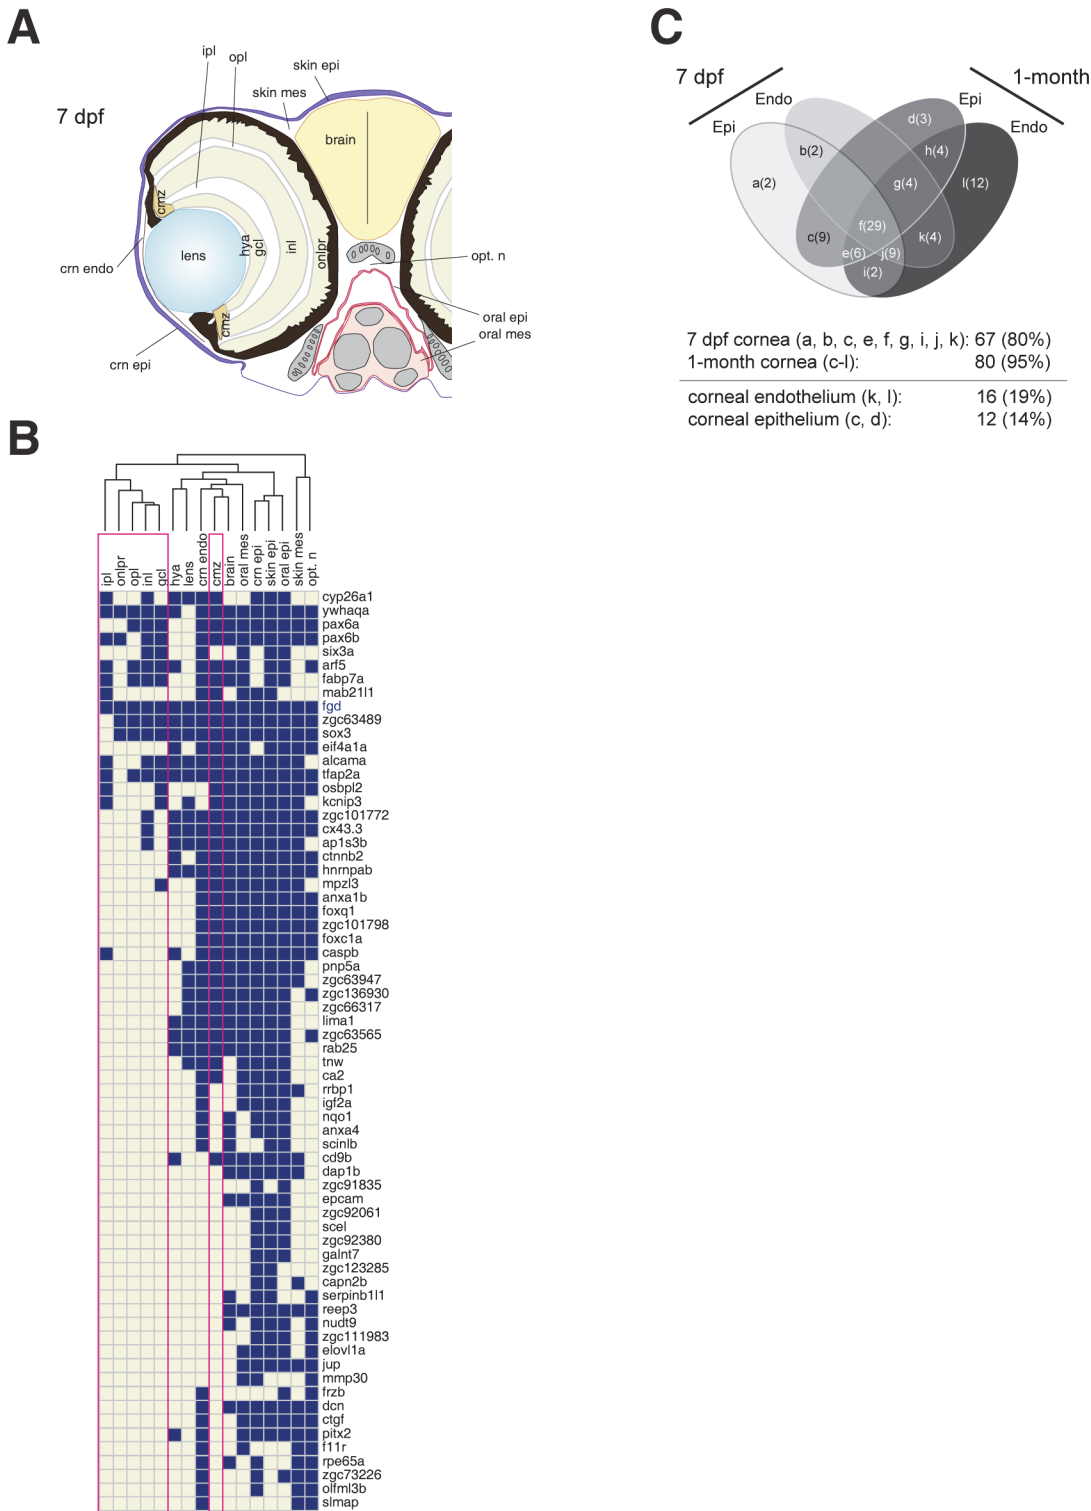 A
7 dpf
ipl
opl
skin epi
skin mes
brain
cmz
lens
hya
gcl
inl
onlpr
cmz
crn endo
crn epi
opt. n
oral epi
oral mes
C
7 dpf
1-month
Endo
Epi
Epi
Endo
d(3)
b(2)
h(4)
a(2)
g(4)
l(12)
f(29)
c(9)
k(4)
e(6)
j(9)
i(2)
7 dpf cornea (a, b, c, e, f, g, i, j, k): 67 (80%)
1-month cornea (c-l): 80 (95%)
corneal endothelium (k, l): 16 (19%)
corneal epithelium (c, d): 12 (14%)
B
ipl
onlpr
opl
inl
gcl
hya
lens
crn endo
cmz
brain
oral mes
crn epi
skin epi
oral epi
skin mes
opt. n
cyp26a1
ywhaqa
pax6a
pax6b
six3a
arf5
fabp7a
mab21l1
fgd
zgc63489
sox3
eif4a1a
alcama
tfap2a
osbpl2
kcnip3
zgc101772
cx43.3
ap1s3b
ctnnb2
hnrnpab
mpzl3
anxa1b
foxq1
zgc101798
foxc1a
caspb
pnp5a
zgc63947
zgc136930
zgc66317
lima1
zgc63565
rab25
tnw
ca2
rrbp1
igf2a
nqo1
anxa4
scinlb
cd9b
dap1b
zgc91835
epcam
zgc92061
scel
zgc92380
galnt7
zgc123285
capn2b
serpinb1l1
reep3
nudt9
zgc111983
elovl1a
jup
mmp30
frzb
dcn
ctgf
pitx2
f11r
rpe65a
zgc73226
olfml3b
slmap